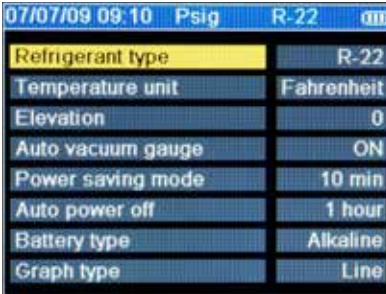 07/07/09 09:10 Psig R-22
Refrigerant type R-22
Temperature unit Fahrenheit
Elevation 0
Auto vacuum gauge ON
Power saving mode 10 min
Auto power off 1 hour
Battery type Alkaline
Graph type Line